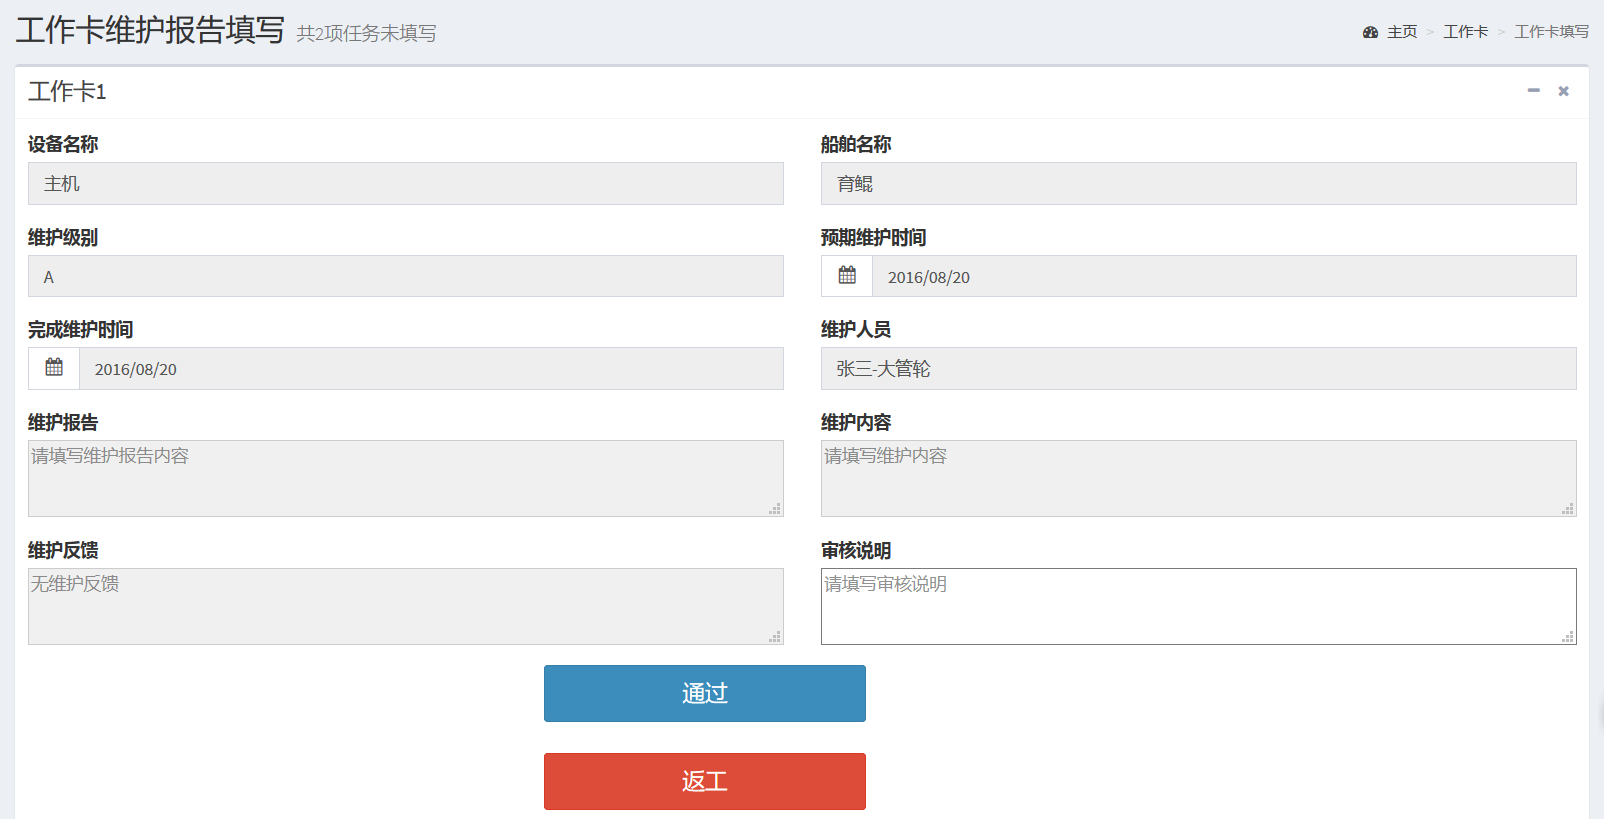 工作卡维护报告填写 共2项任务未填写
主页 > 工作卡 > 工作卡填写
工作卡1
设备名称
主机
船舶名称
育鲲
维护级别
A
预期维护时间
2016/08/20
完成维护时间
2016/08/20
维护人员
张三-大管轮
维护报告
请填写维护报告内容
维护内容
请填写维护内容
维护反馈
无维护反馈
审核说明
请填写审核说明
通过
返工